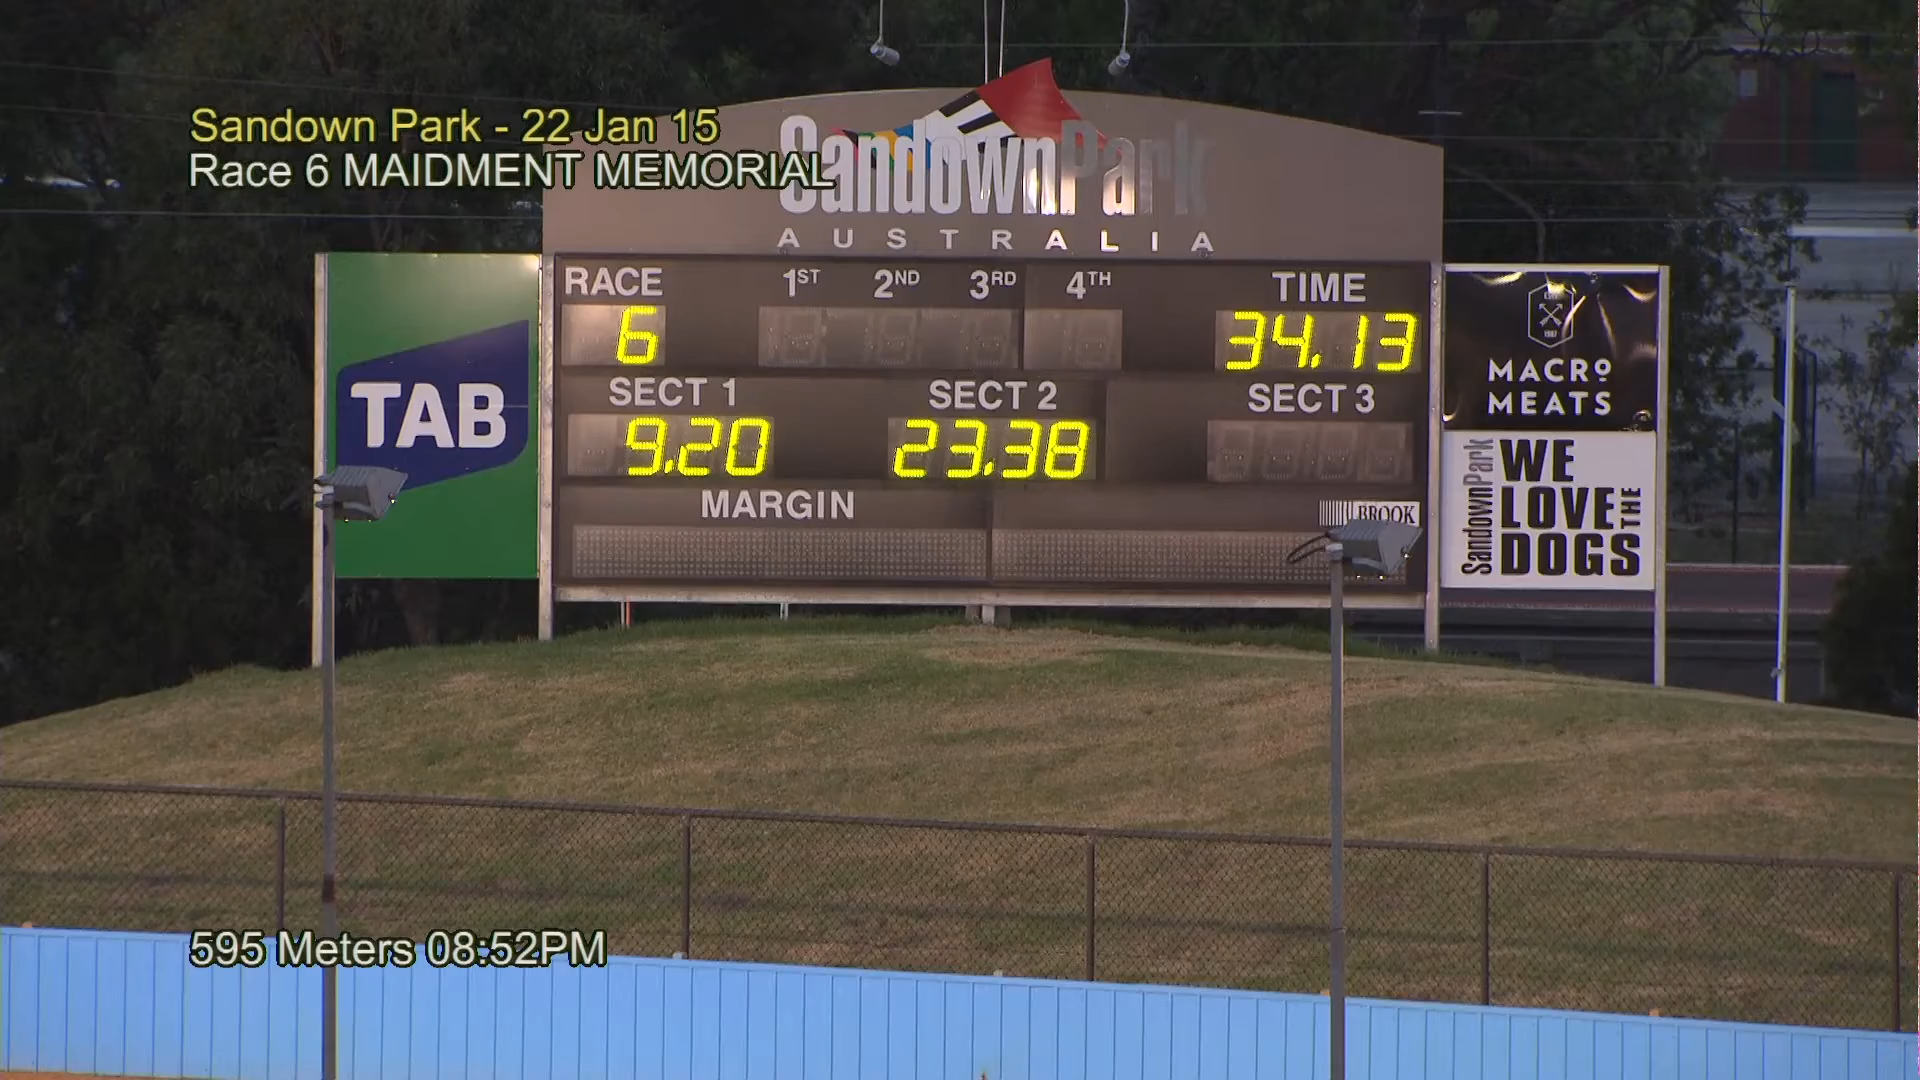 Sandown Park - 22 Jan 15
Race 6 MAIDMENT MEMORIAL
SandownPark
AUSTRALIA
RACE 1ST 2ND 3RD 4TH TIME
6 34.13
SECT 1 SECT 2 SECT 3
9.20 23.38
MARGIN
BROOK
TAB
1987
MACRO
MEATS
SandownPark
WE
LOVE THE
DOGS
595 Meters 08:52PM